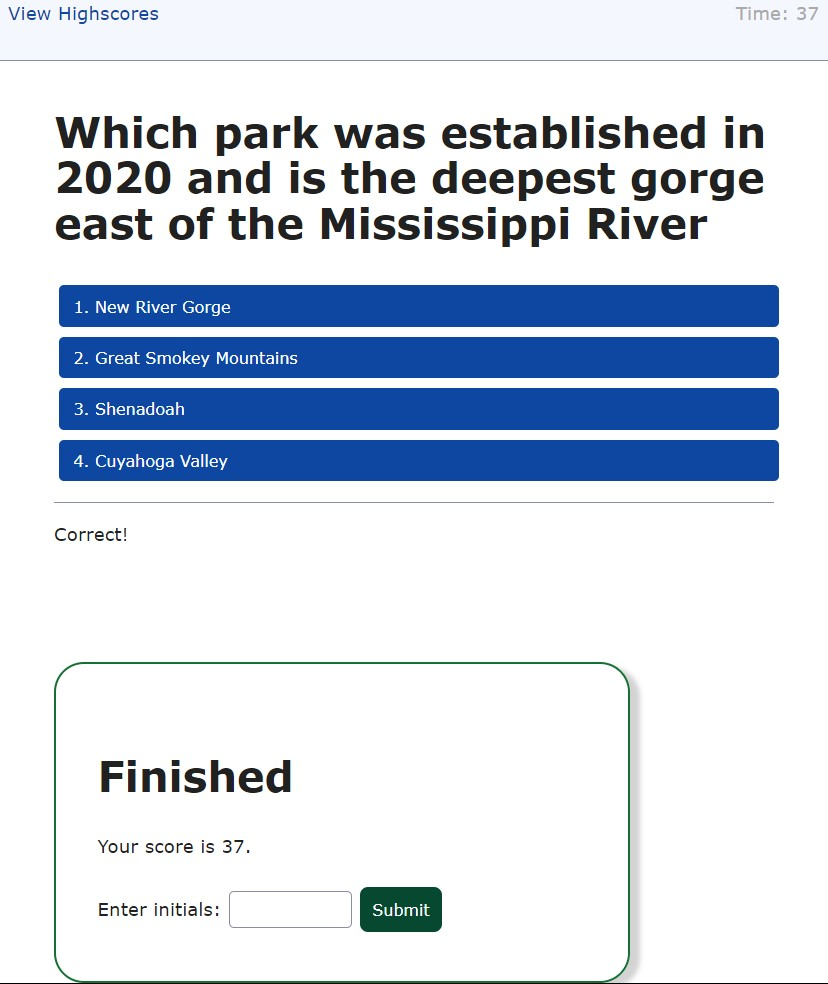 View Highscores
Time: 37
Which park was established in
2020 and is the deepest gorge
east of the Mississippi River
1. New River Gorge
2. Great Smokey Mountains
3. Shenadoah
4. Cuyahoga Valley
Correct!
Finished
Your score is 37.
Enter initials:
Submit